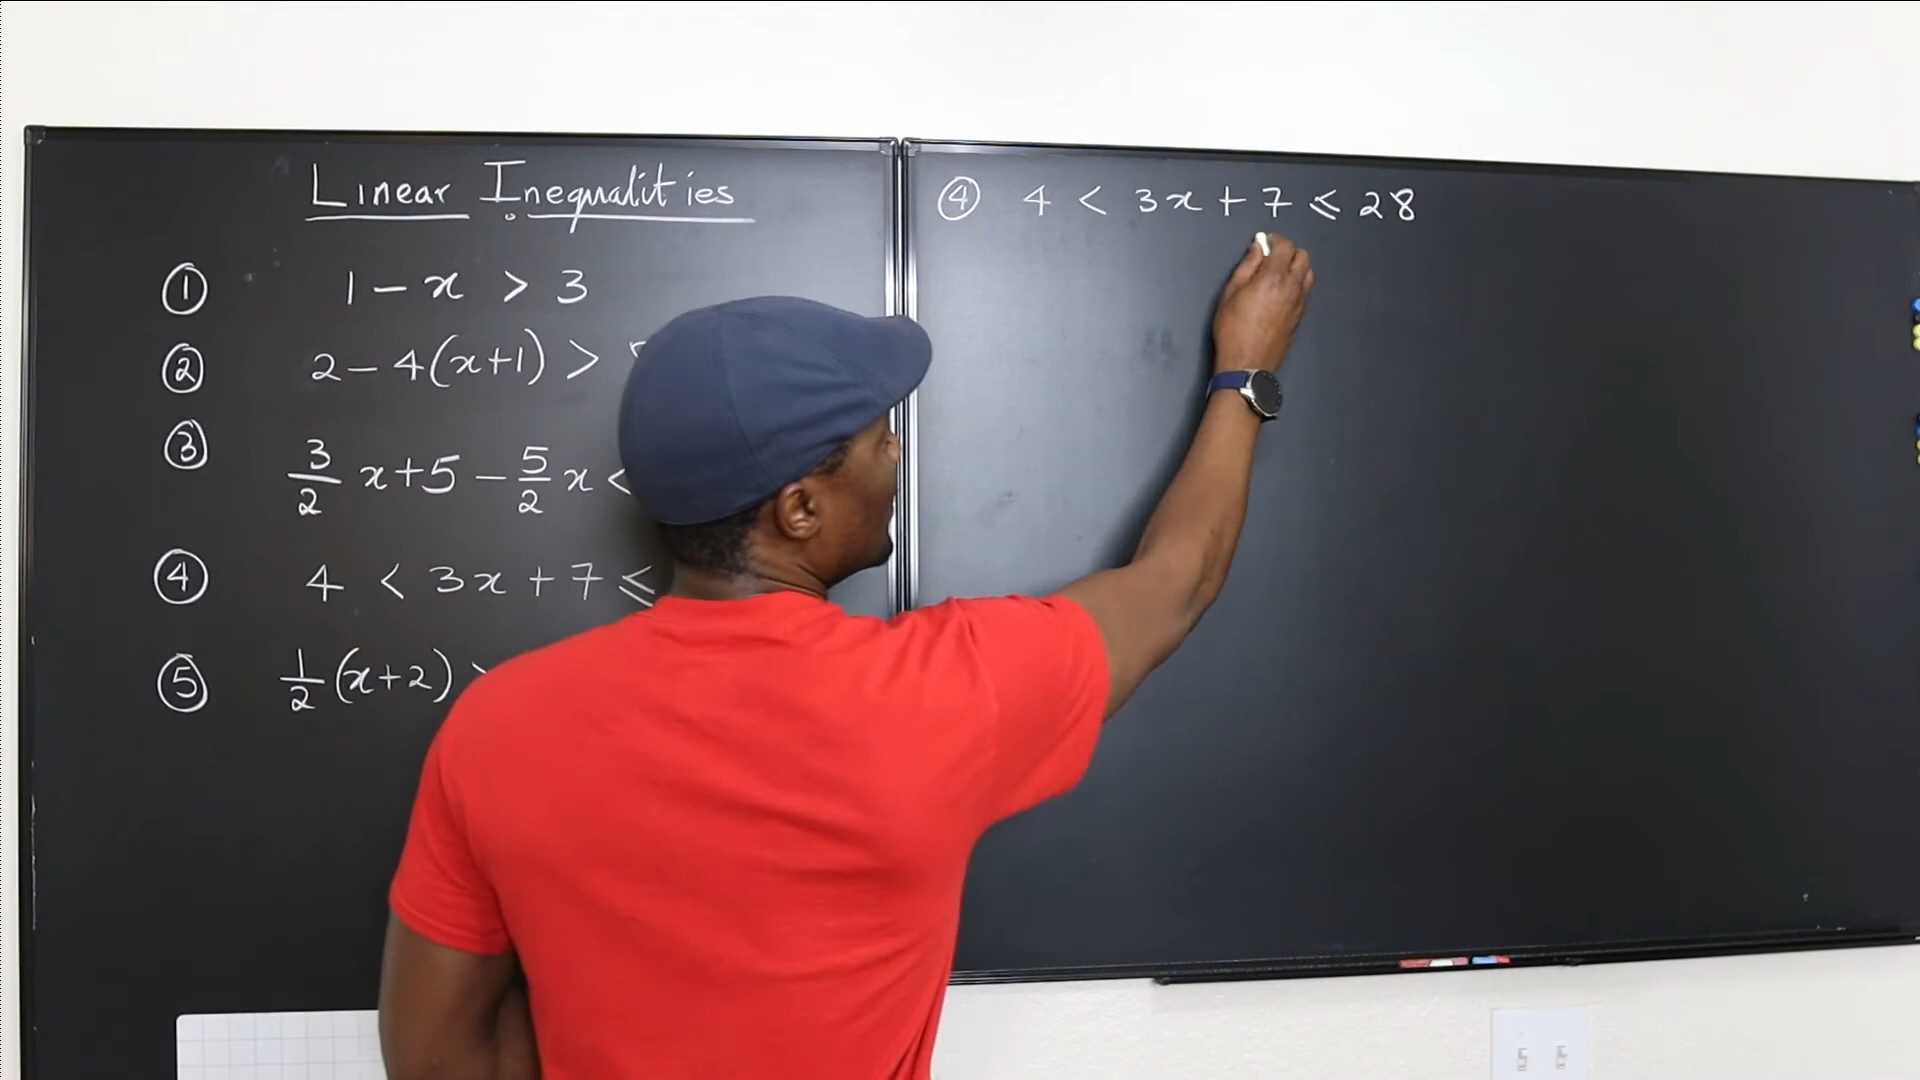 Linear Inequalities
① 1 - x > 3
② 2 - 4(x+1) >
③ 3/2 x + 5 - 5/2 x <
④ 4 < 3x + 7 ≤
⑤ 1/2 (x+2)
④ 4 < 3x + 7 ≤ 28